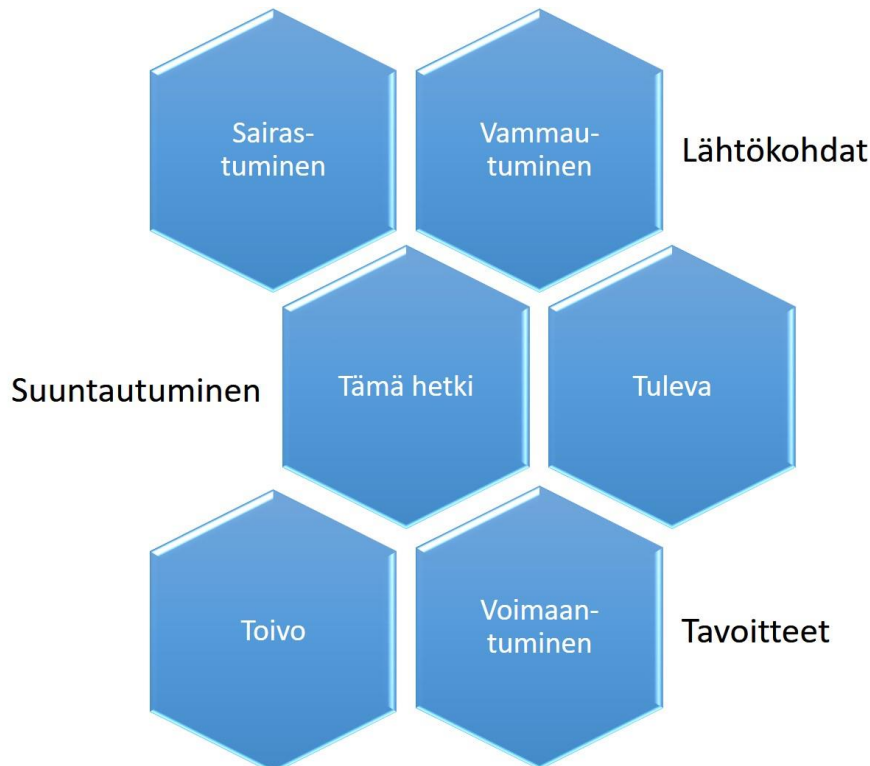 Sairas-
tuminen
Vammau-
tuminen
Lähtökohdat
Suuntautuminen
Tämä hetki
Tuleva
Toivo
Voimaan-
tuminen
Tavoitteet